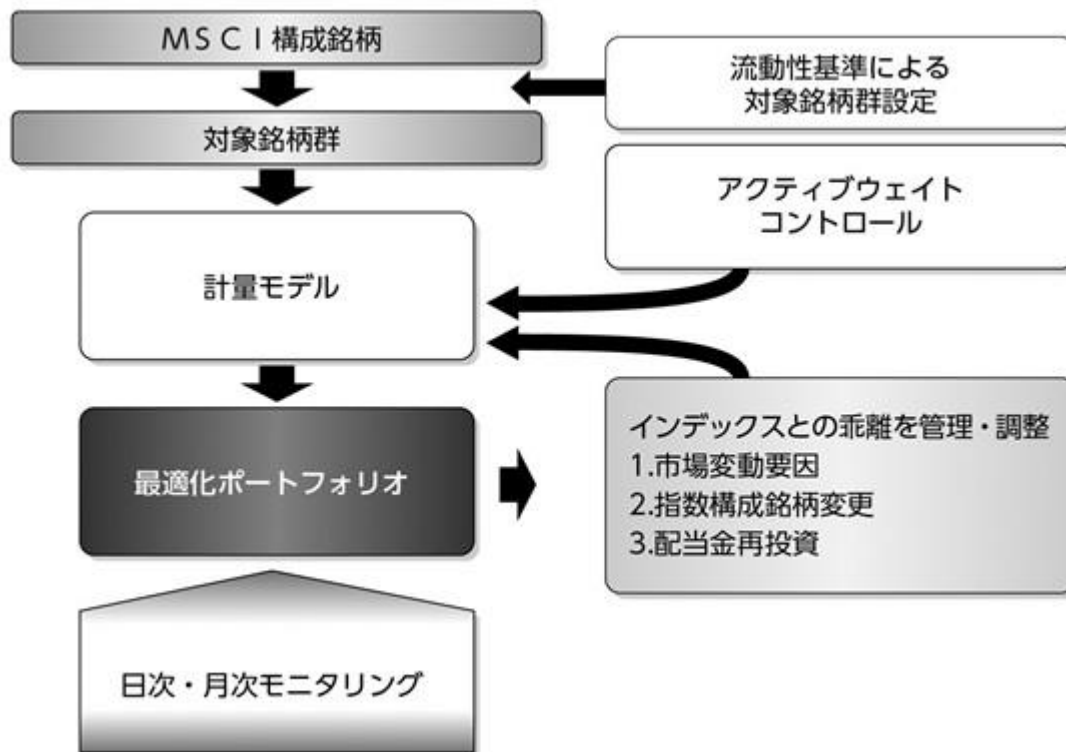 MSCI構成銘柄
流動性基準による
対象銘柄群設定
対象銘柄群
アクティブウェイト
コントロール
計量モデル
インデックスとの乖離を管理・調整
1.市場変動要因
2.指数構成銘柄変更
3.配当金再投資
最適化ポートフォリオ
日次・月次モニタリング